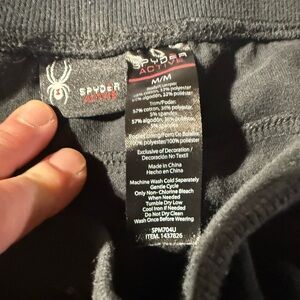 SPYDER
ACTIVE
SPYDER
ACTIVE
M/M
polyester
57% cotton, 38% polyester
5% spandex
Exclusive of Decoration /
Decoración No Textil
Made in China
Hecho en China
Machine Wash Cold Separately
Gentle Cycle
Only Non-Chlorine Bleach
When Needed
Tumble Dry Low
Cool Iron if Needed
Do Not Dry Clean
Wash Once Before Wearing
SPM704U
ITEM. 1437826